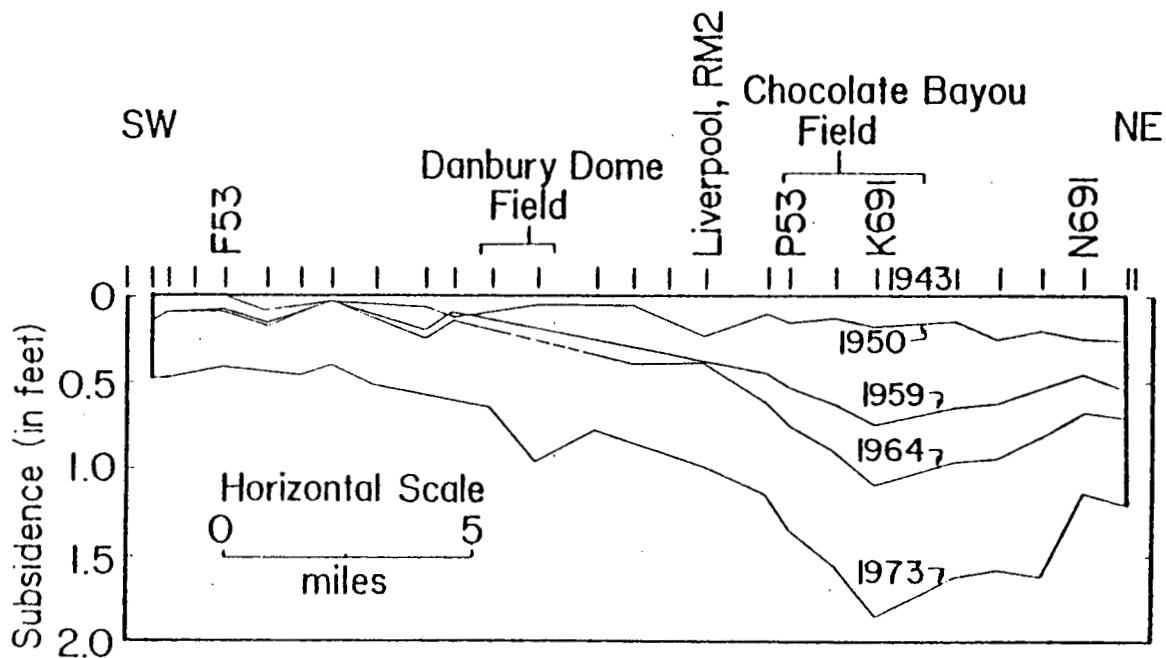 SW
Danbury Dome
Field
Liverpool, RM2
Chocolate Bayou
Field
NE
F53
P53
K691
N691
1943
0
0.5
1.0
1.5
2.0
Subsidence (in feet)
1950
1959
1964
1973
Horizontal Scale
0 5
miles